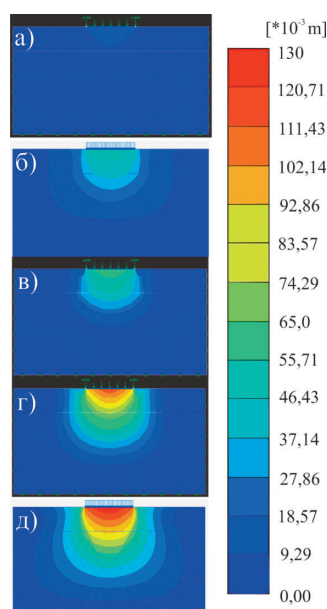 [*10⁻³ m]
а)
130
120,71
111,43
102,14
б)
92,86
83,57
74,29
в)
65,0
55,71
46,43
г)
37,14
27,86
18,57
д)
9,29
0,00